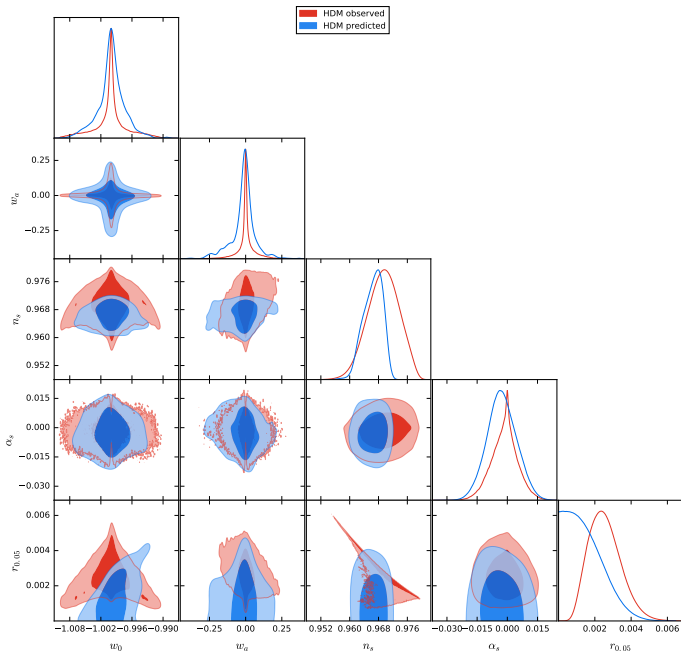 HDM observed
HDM predicted
0.25
0.00
−0.25
w_a
0.976
0.968
0.960
0.952
n_s
0.015
0.000
−0.015
−0.030
α_s
0.006
0.004
0.002
r_{0.05}
−1.008 −1.002 −0.996 −0.990
−0.25 0.00 0.25
0.952 0.960 0.968 0.976
−0.030 −0.015 0.000 0.015
0.002 0.004 0.006
w_0
w_a
n_s
α_s
r_{0.05}